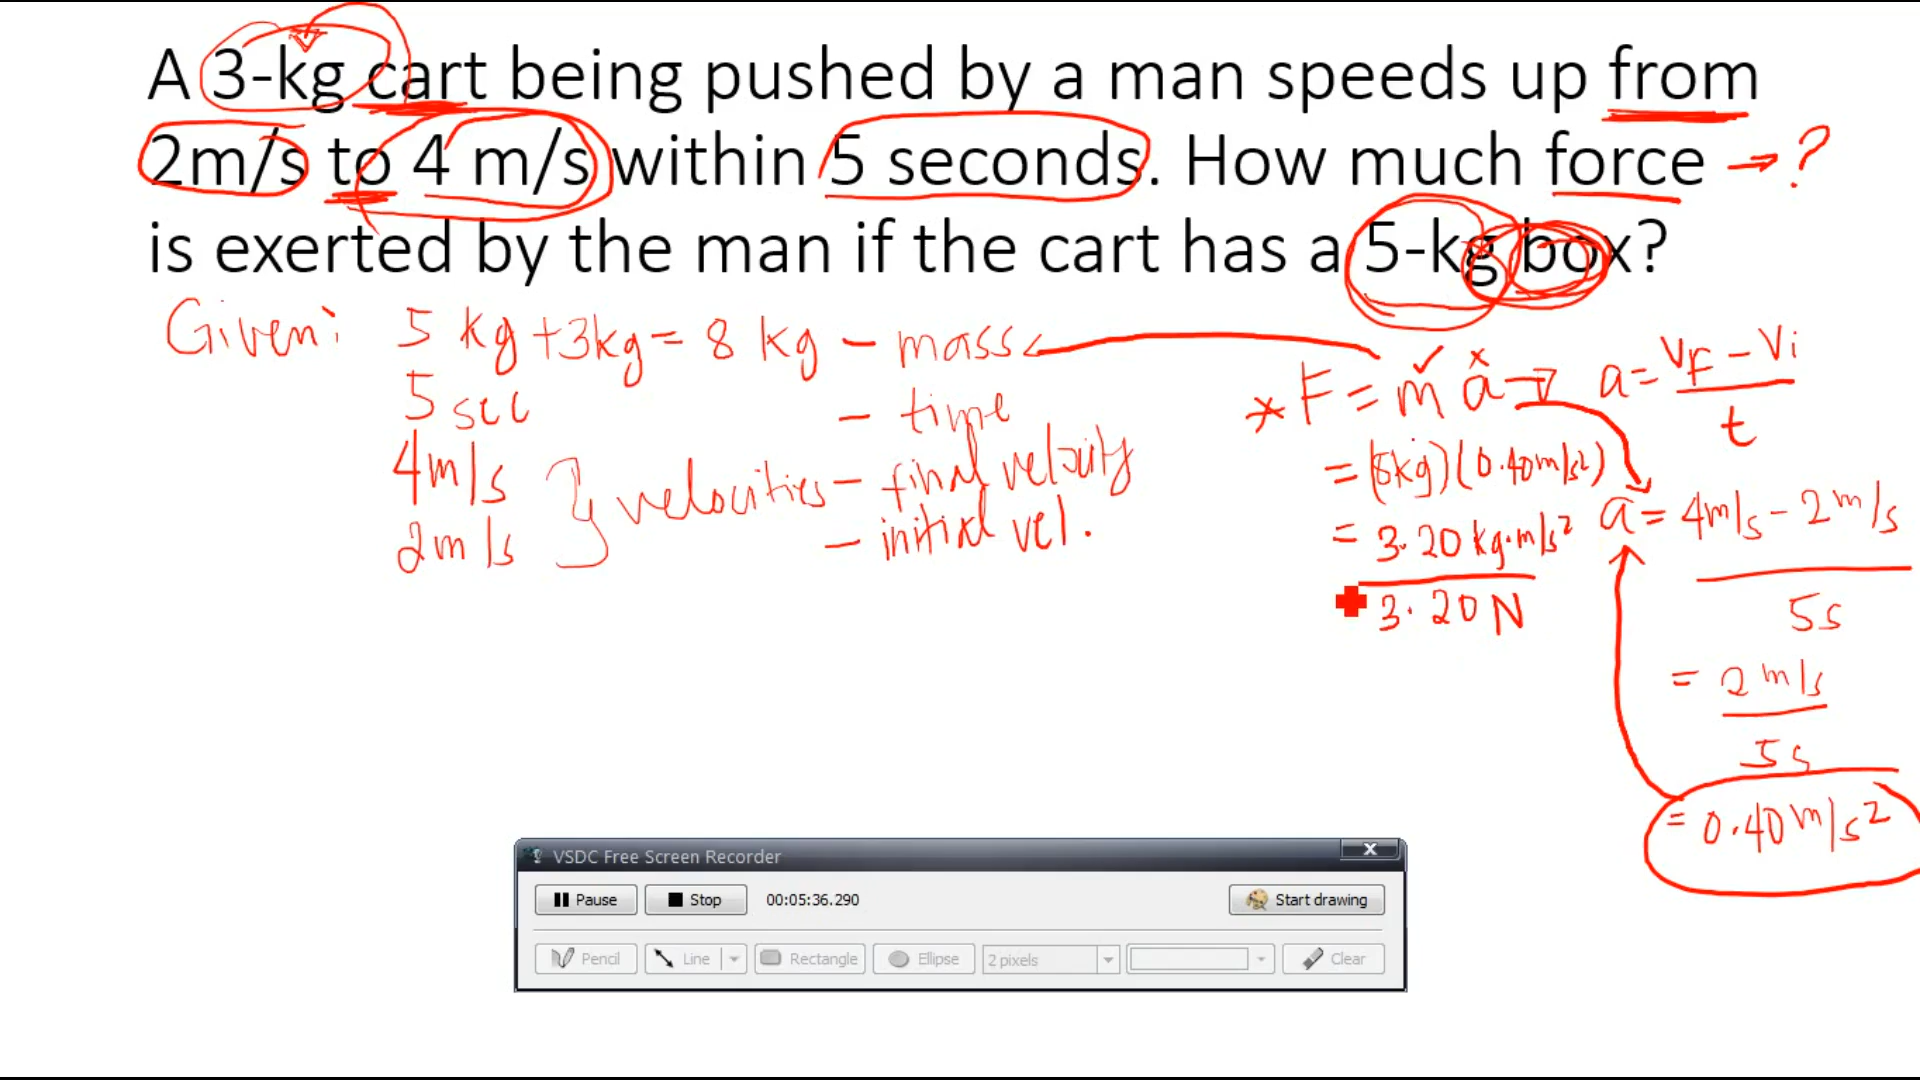 A 3-kg cart being pushed by a man speeds up from
2m/s to 4 m/s within 5 seconds. How much force → ?
is exerted by the man if the cart has a 5-kg box?
Given: 5 kg + 3kg = 8 kg - mass
5 sec - time
4m/s } velocities - final velocity
2m/s - initial vel.
* F = m a → a = VF - Vi
t
= (8kg)(0.40m/s²)
= 3.20 kg·m/s²
3.20 N
a = 4m/s - 2m/s
5s
= 2 m/s
5s
= 0.40 m/s²
VSDC Free Screen Recorder X
Pause Stop 00:05:36.290 Start drawing
Pencil Line Rectangle Ellipse 2 pixels Clear